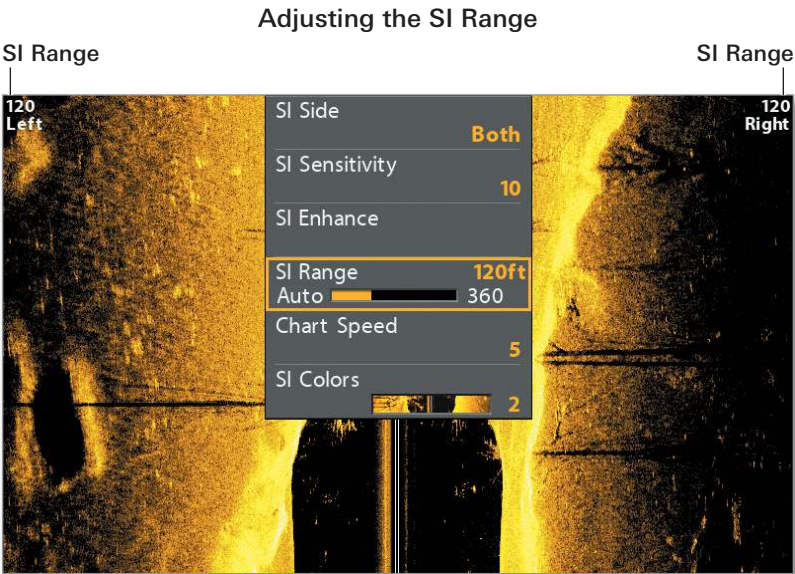 Adjusting the SI Range
SI Range
SI Range
120
Left
120
Right
SI Side
Both
SI Sensitivity
10
SI Enhance
SI Range 120ft
Auto 360
Chart Speed
5
SI Colors
2